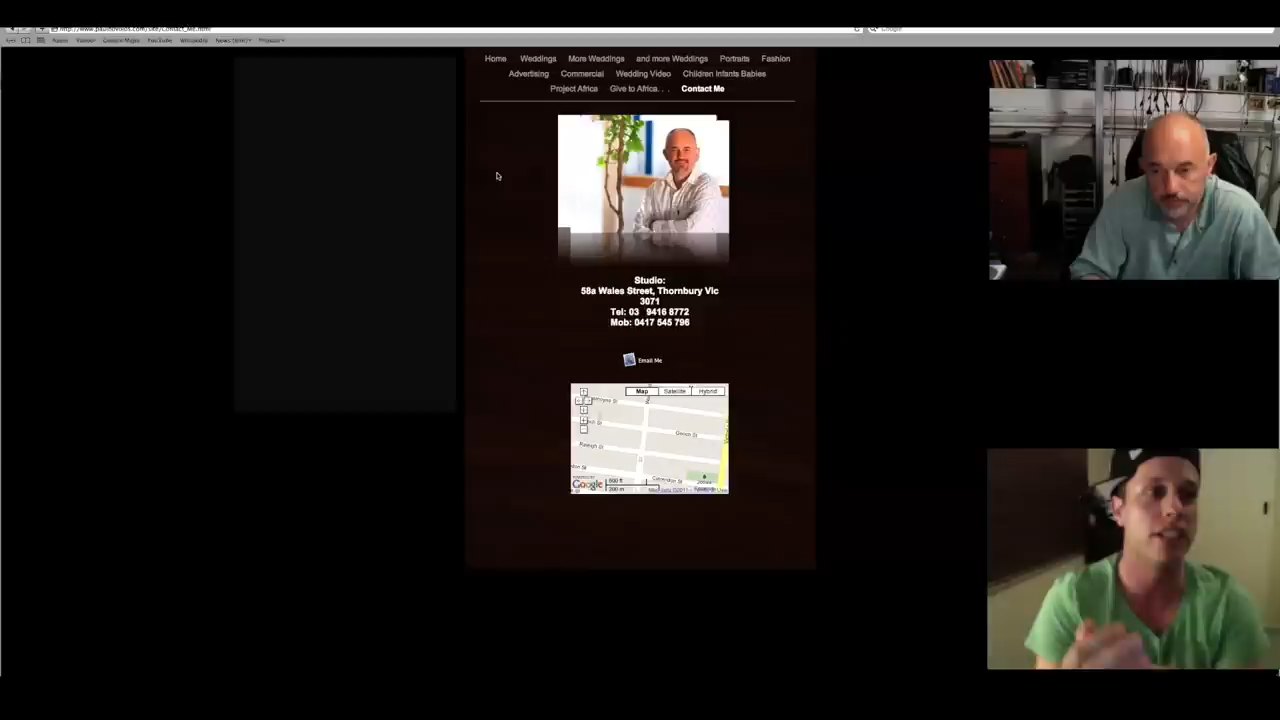 Home Weddings More Weddings and more Weddings Portraits Fashion
Advertising Commercial Wedding Video Children Infants Babies
Project Africa Give to Africa. . . Contact Me
Studio:
58a Wales Street, Thornbury Vic
3071
Tel: 03 9416 8772
Mob: 0417 545 796
Email Me
Map Satellite Hybrid
Raleigh St
Google